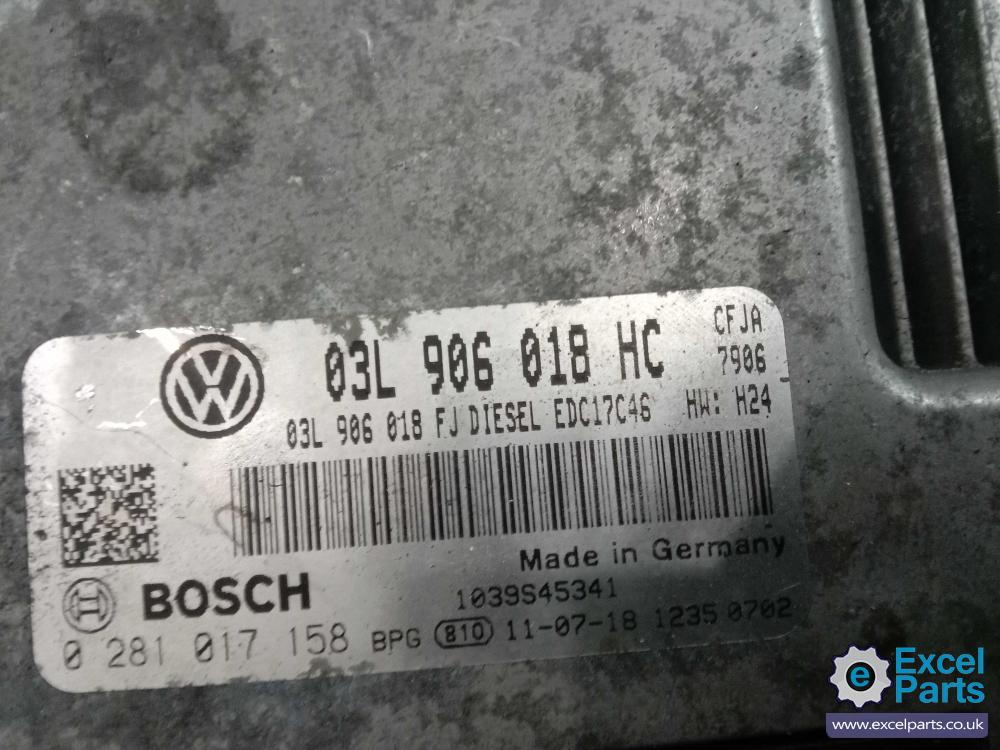 03L 906 018 HC
CFJA
7906
03L 906 018 FJ DIESEL EDC17C46 HW: H24
Made in Germany
BOSCH
1039S45341
0 281 017 158 BPG 810 11-07-18 1235 0702
e Excel
Parts
www.excelparts.co.uk